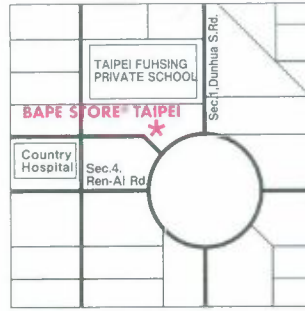 TAIPEI FUHSING
PRIVATE SCHOOL
Sec.1,Dunhua S.Rd.
BAPE STORE® TAIPEI
Country
Hospital
Sec.4.
Ren-AI Rd.